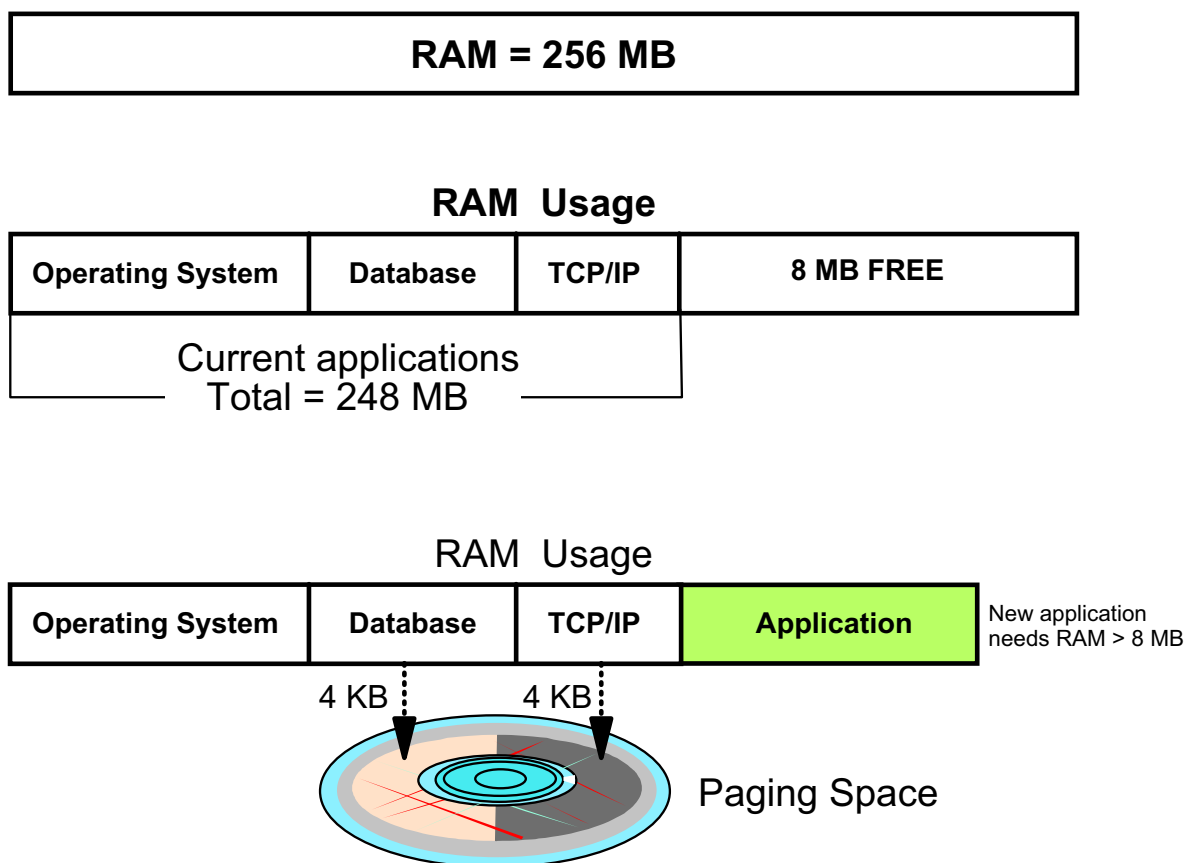 RAM = 256 MB
RAM Usage
Operating System
Database
TCP/IP
8 MB FREE
Current applications
Total = 248 MB
RAM Usage
Operating System
Database
TCP/IP
Application
New application
needs RAM > 8 MB
4 KB
4 KB
Paging Space